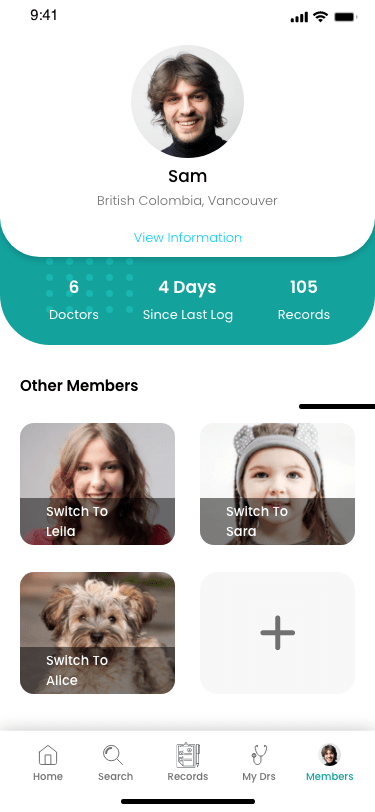 9:41
Sam
British Colombia, Vancouver
View Information
6
4 Days
105
Doctors
Since Last Log
Records
Other Members
Switch To
Lella
Switch To
Sara
Switch To
Alice
Home
Search
Records
My Drs
Members